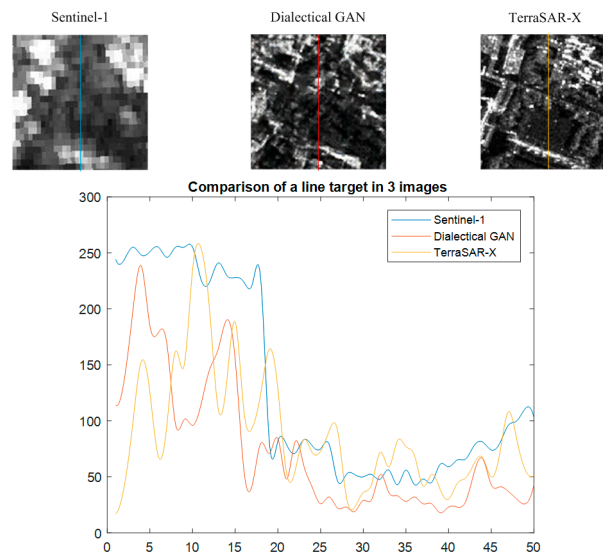 Sentinel-1 Dialectical GAN TerraSAR-X
Comparison of a line target in 3 images
300
250
200
150
100
50
0
Sentinel-1
Dialectical GAN
TerraSAR-X
0 5 10 15 20 25 30 35 40 45 50